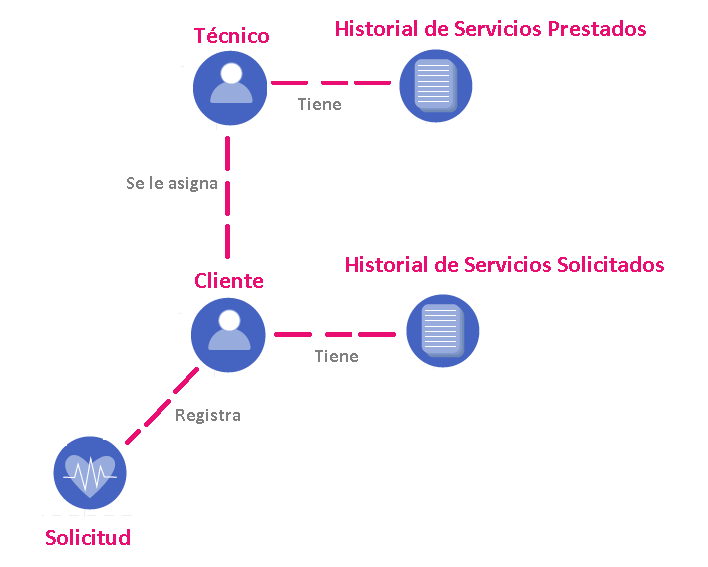 Técnico
Historial de Servicios Prestados
Tiene
Se le asigna
Cliente
Historial de Servicios Solicitados
Tiene
Registra
Solicitud